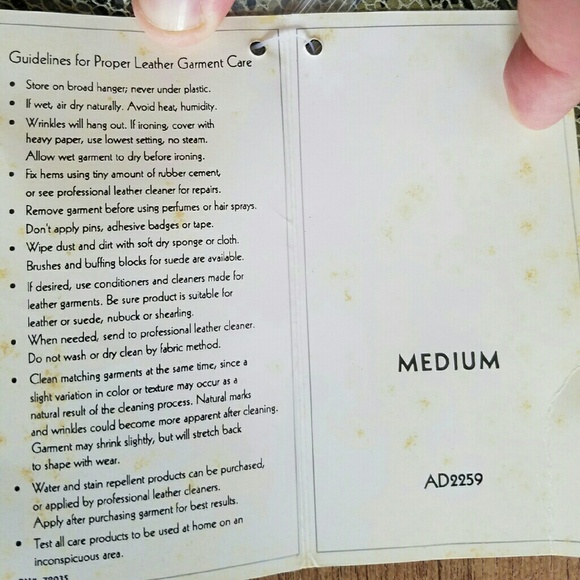 Guidelines for Proper Leather Garment Care
• Store on broad hanger; never under plastic.
• If wet, air dry naturally. Avoid heat, humidity.
• Wrinkles will hang out. If ironing, cover with
heavy paper, use lowest setting, no steam.
Allow wet garment to dry before ironing.
• Fix hems using tiny amount of rubber cement,
or see professional leather cleaner for repairs.
• Remove garment before using perfumes or hair sprays.
Don't apply pins, adhesive badges or tape.
• Wipe dust and dirt with soft dry sponge or cloth.
Brushes and buffing blocks for suede are available.
• If desired, use conditioners and cleaners made for
leather garments. Be sure product is suitable for
leather or suede, nubuck or shearling.
• When needed, send to professional leather cleaner.
Do not wash or dry clean by fabric method.
• Clean matching garments at the same time, since a
slight variation in color or texture may occur as a
natural result of the cleaning process. Natural marks
and wrinkles could become more apparent after cleaning.
Garment may shrink slightly, but will stretch back
to shape with wear.
• Water and stain repellent products can be purchased,
or applied by professional leather cleaners.
Apply after purchasing garment for best results.
• Test all care products to be used at home on an
inconspicuous area.
MEDIUM
AD2259